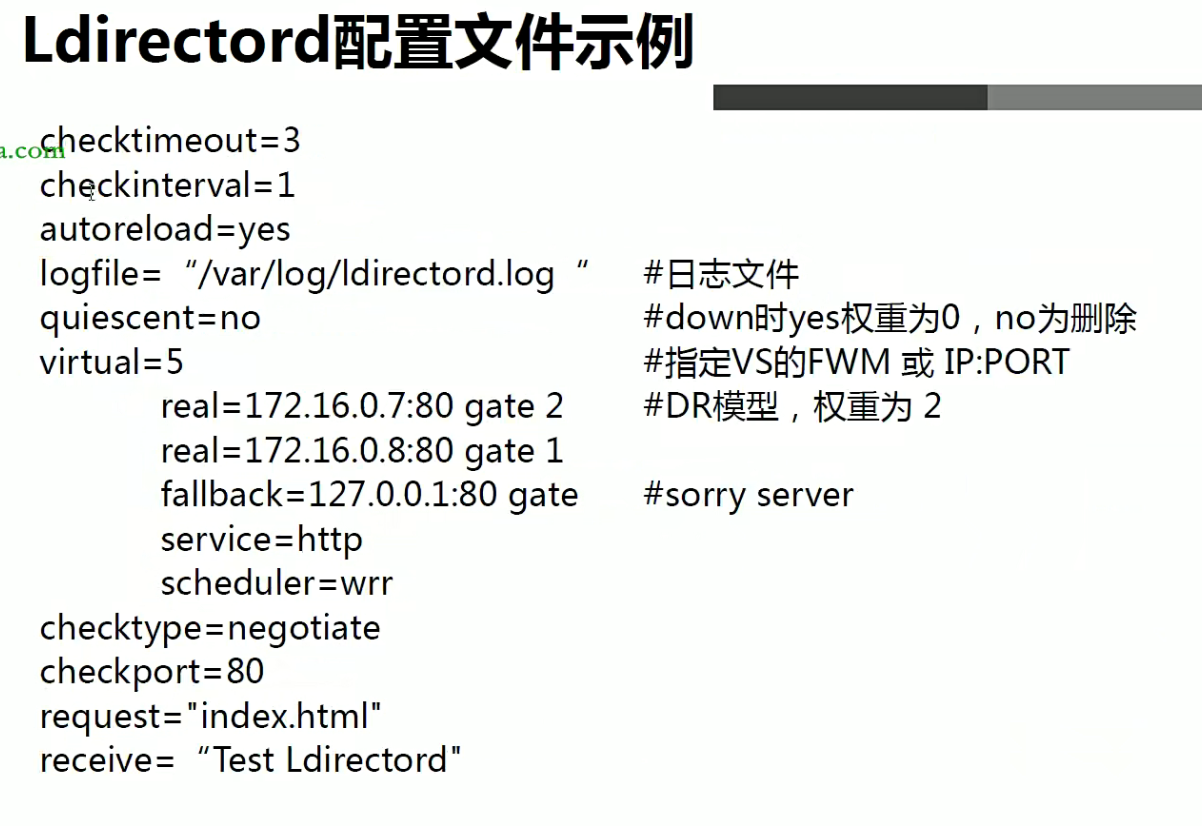 Ldirectord配置文件示例
checktimeout=3
a.com
checkinterval=1
autoreload=yes
logfile=“/var/log/ldirectord.log “ #日志文件
quiescent=no #down时yes权重为0，no为删除
virtual=5 #指定VS的FWM 或 IP:PORT
real=172.16.0.7:80 gate 2 #DR模型，权重为 2
real=172.16.0.8:80 gate 1
fallback=127.0.0.1:80 gate #sorry server
service=http
scheduler=wrr
checktype=negotiate
checkport=80
request="index.html"
receive=“Test Ldirectord"